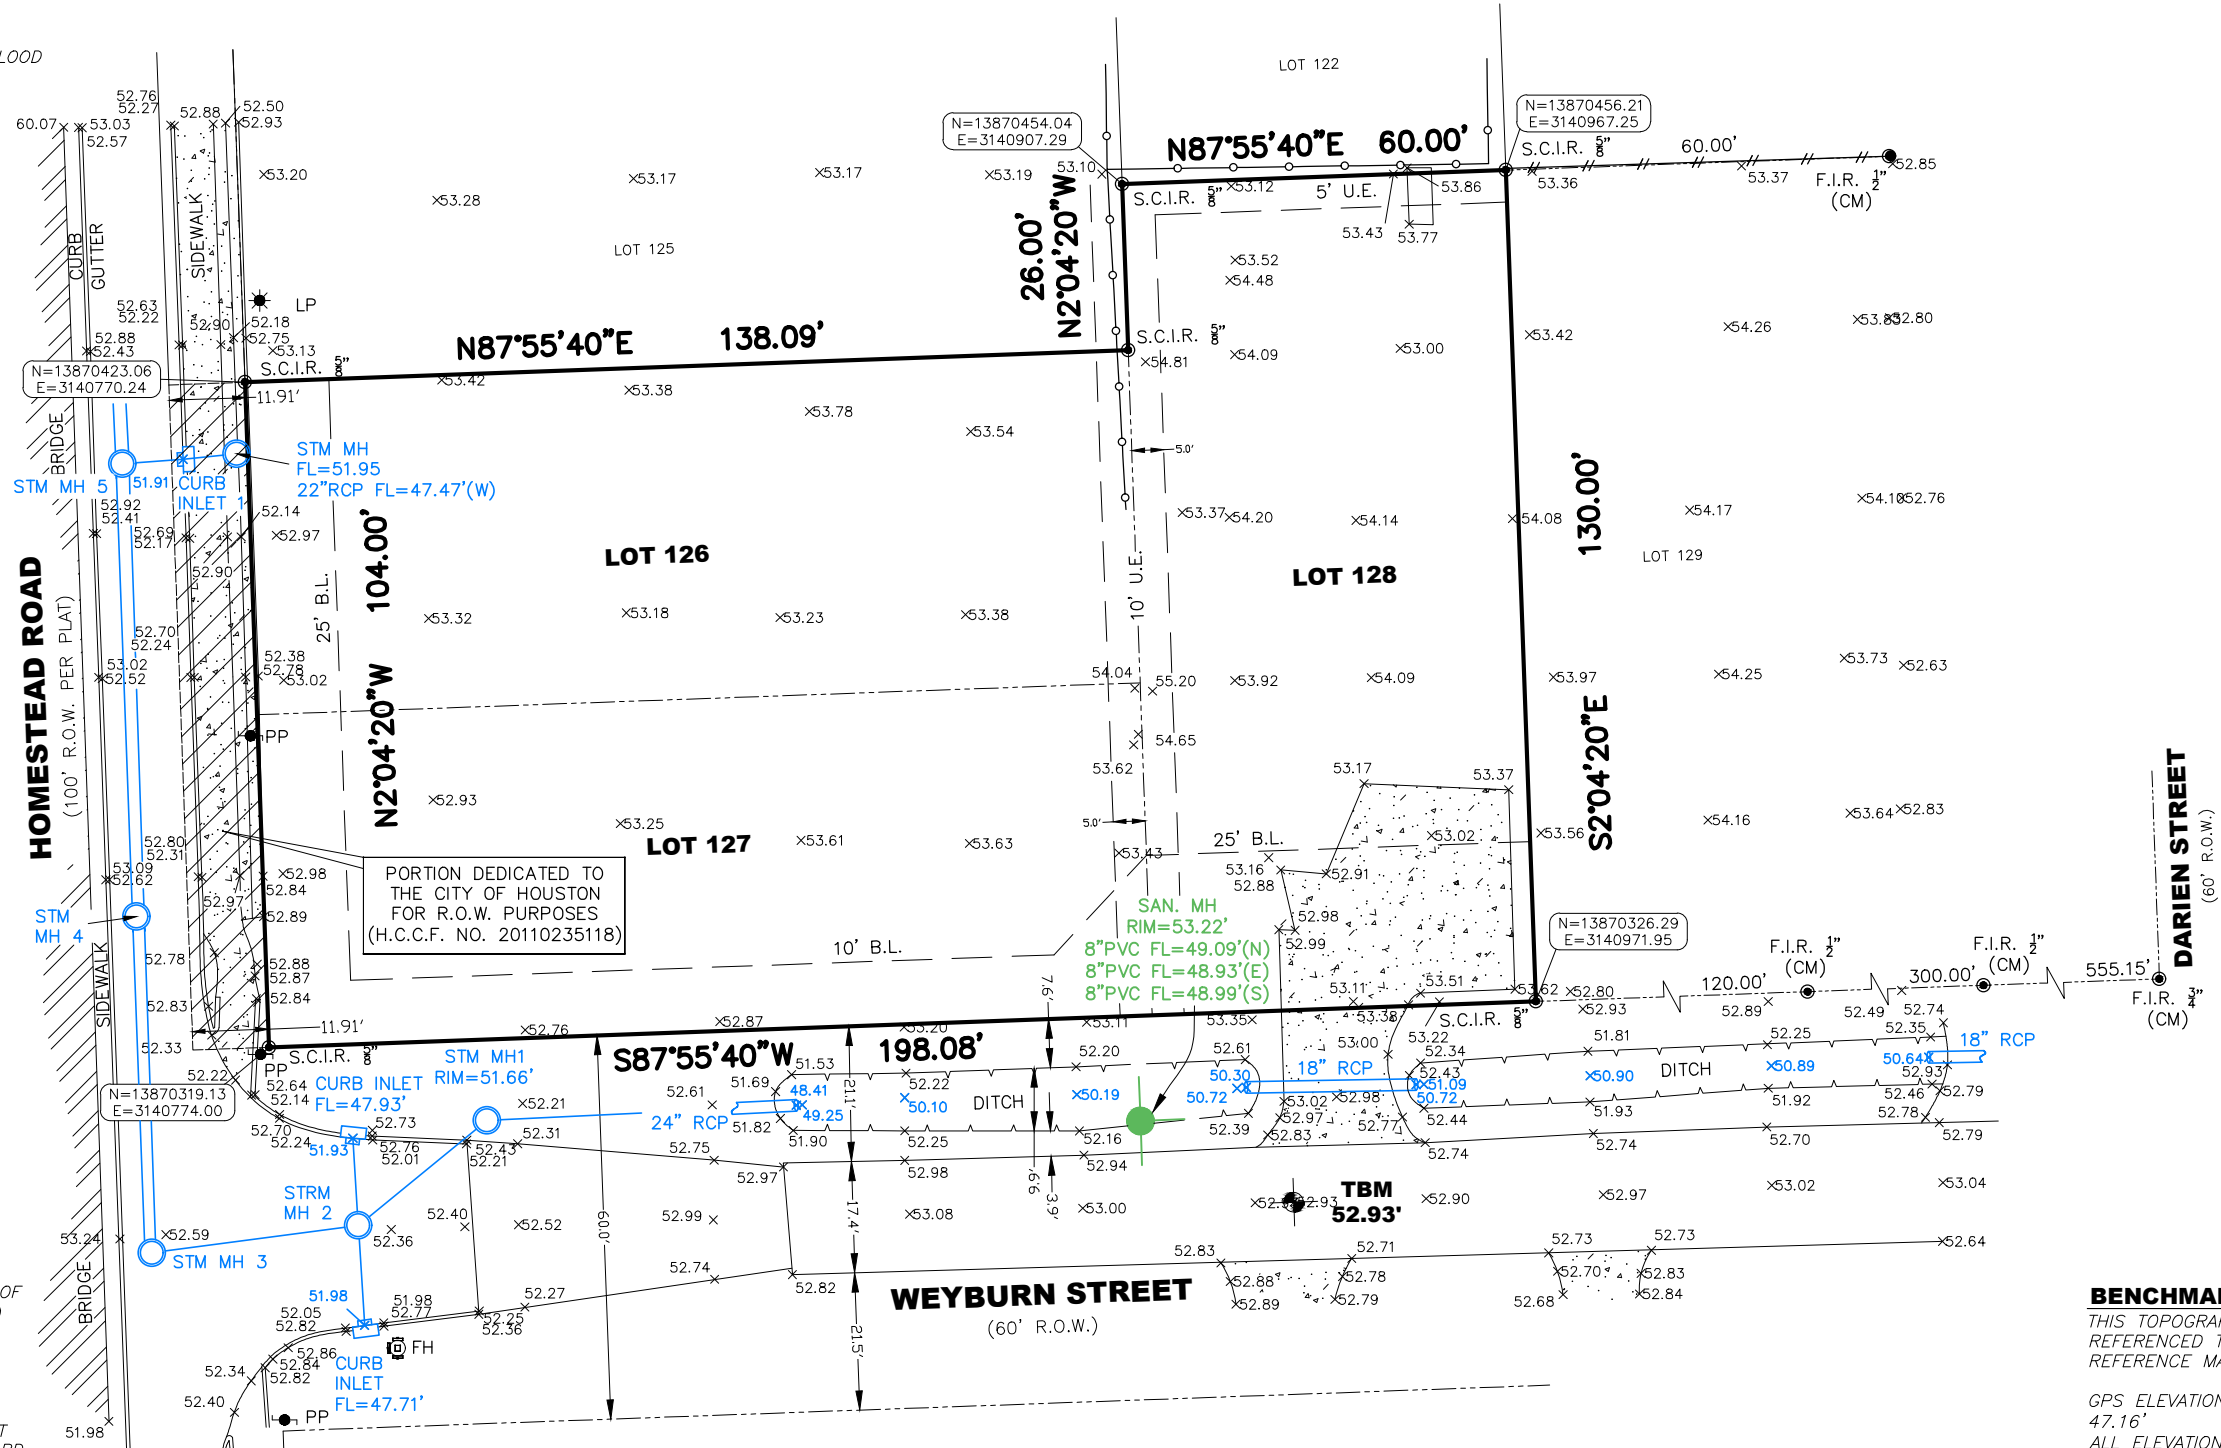 LOOD
LOT 122
N=13870454.04
E=3140907.29
N=13870456.21
E=3140967.25
N87°55'40"E 60.00'
S.C.I.R. 5/8"
60.00'
52.85
F.I.R. 1/2"
(CM)
53.36
53.37
60.07
53.03
52.57
52.76
52.27
52.88
52.50
52.93
53.20
53.28
53.17
53.17
53.19
53.10
S.C.I.R. 5/8"
53.12
5' U.E.
53.86
53.43
53.77
CURB
GUTTER
SIDEWALK
LOT 125
26.00'
N2°04'20"W
53.52
54.48
LP
52.63
52.22
52.88
52.43
52.90
52.18
52.75
53.13
N87°55'40"E 138.09'
S.C.I.R. 5/8"
54.81
54.09
53.00
53.42
54.26
53.83
52.80
N=13870423.06
E=3140770.24
S.C.I.R. 5/8"
11.91'
53.42
53.38
53.78
53.54
BRIDGE
STM MH 5
51.91
CURB
INLET 1
STM MH
FL=51.95
22"RCP FL=47.47'(W)
5.0'
52.92
52.41
52.69
52.17
52.14
52.97
52.90
104.00'
N2°04'20"W
25' B.L.
LOT 126
53.37
54.20
54.14
54.08
54.17
54.10
52.76
130.00'
S2°04'20"E
LOT 128
LOT 129
10' U.E.
HOMESTEAD ROAD
(100' R.O.W. PER PLAT)
53.32
53.18
53.23
53.38
52.70
52.24
53.02
52.52
52.38
52.78
53.02
54.04
55.20
53.92
54.09
53.97
54.25
53.73
52.63
PP
54.65
53.62
53.17
53.37
52.93
53.25
53.61
53.63
LOT 127
5.0'
25' B.L.
53.43
53.02
53.56
54.16
53.64
52.83
DARIEN STREET
(60' R.O.W.)
52.80
52.31
53.09
52.62
52.98
52.84
52.97
52.89
PORTION DEDICATED TO
THE CITY OF HOUSTON
FOR R.O.W. PURPOSES
(H.C.C.F. NO. 20110235118)
53.16
52.88
52.91
52.98
52.99
STM
MH 4
SAN. MH
RIM=53.22'
8"PVC FL=49.09'(N)
8"PVC FL=48.93'(E)
8"PVC FL=48.99'(S)
10' B.L.
7.6'
N=13870326.29
E=3140971.95
F.I.R. 1/2"
(CM)
F.I.R. 1/2"
(CM)
120.00'
300.00'
555.15'
F.I.R. 3/4"
(CM)
SIDEWALK
52.78
52.83
52.33
52.88
52.87
52.84
11.91'
52.76
52.87
53.20
53.11
53.35
53.11
53.38
53.51
53.62
S.C.I.R. 5/8"
52.80
52.93
52.89
52.49
52.74
S.C.I.R. 5/8"
PP
S87°55'40"W 198.08'
53.00
53.22
52.34
51.81
52.25
52.35
18" RCP
52.22
52.64
52.14
N=13870319.13
E=3140774.00
CURB INLET
FL=47.93'
STM MH1
RIM=51.66'
51.53
51.69
52.22
52.20
52.61
50.30
50.72
18" RCP
52.43
51.09
50.72
50.90
DITCH
50.89
50.64
52.93
52.79
52.61
48.41
49.25
24" RCP
50.10
50.19
DITCH
53.02
52.98
52.97
52.77
52.44
51.93
51.92
52.46
52.78
52.79
52.21
52.70
52.24
52.73
52.76
52.01
51.93
52.31
52.43
52.21
51.82
51.90
52.25
52.16
52.39
52.83
52.75
52.97
52.98
52.94
52.74
52.74
52.70
21.1'
6.6'
3.9'
STRM
MH 2
TBM
52.93'
52.93
52.90
52.97
53.02
53.04
53.24
52.59
STM MH 3
52.36
52.40
52.52
52.99
60.0'
53.08
53.00
17.4'
52.83
52.71
52.73
52.73
52.64
52.74
52.82
52.88
52.89
52.78
52.79
52.70
52.68
52.83
52.84
WEYBURN STREET
(60' R.O.W.)
21.5'
BRIDGE
51.98
52.05
52.82
51.98
52.77
52.27
52.25
52.36
OF
52.86
52.84
52.82
52.34
52.40
CURB
INLET
FL=47.71'
FH
PP
51.98
BENCHMA
THIS TOPOGRA
REFERENCED T
REFERENCE MA
GPS ELEVATION
47.16'
ALL ELEVATION